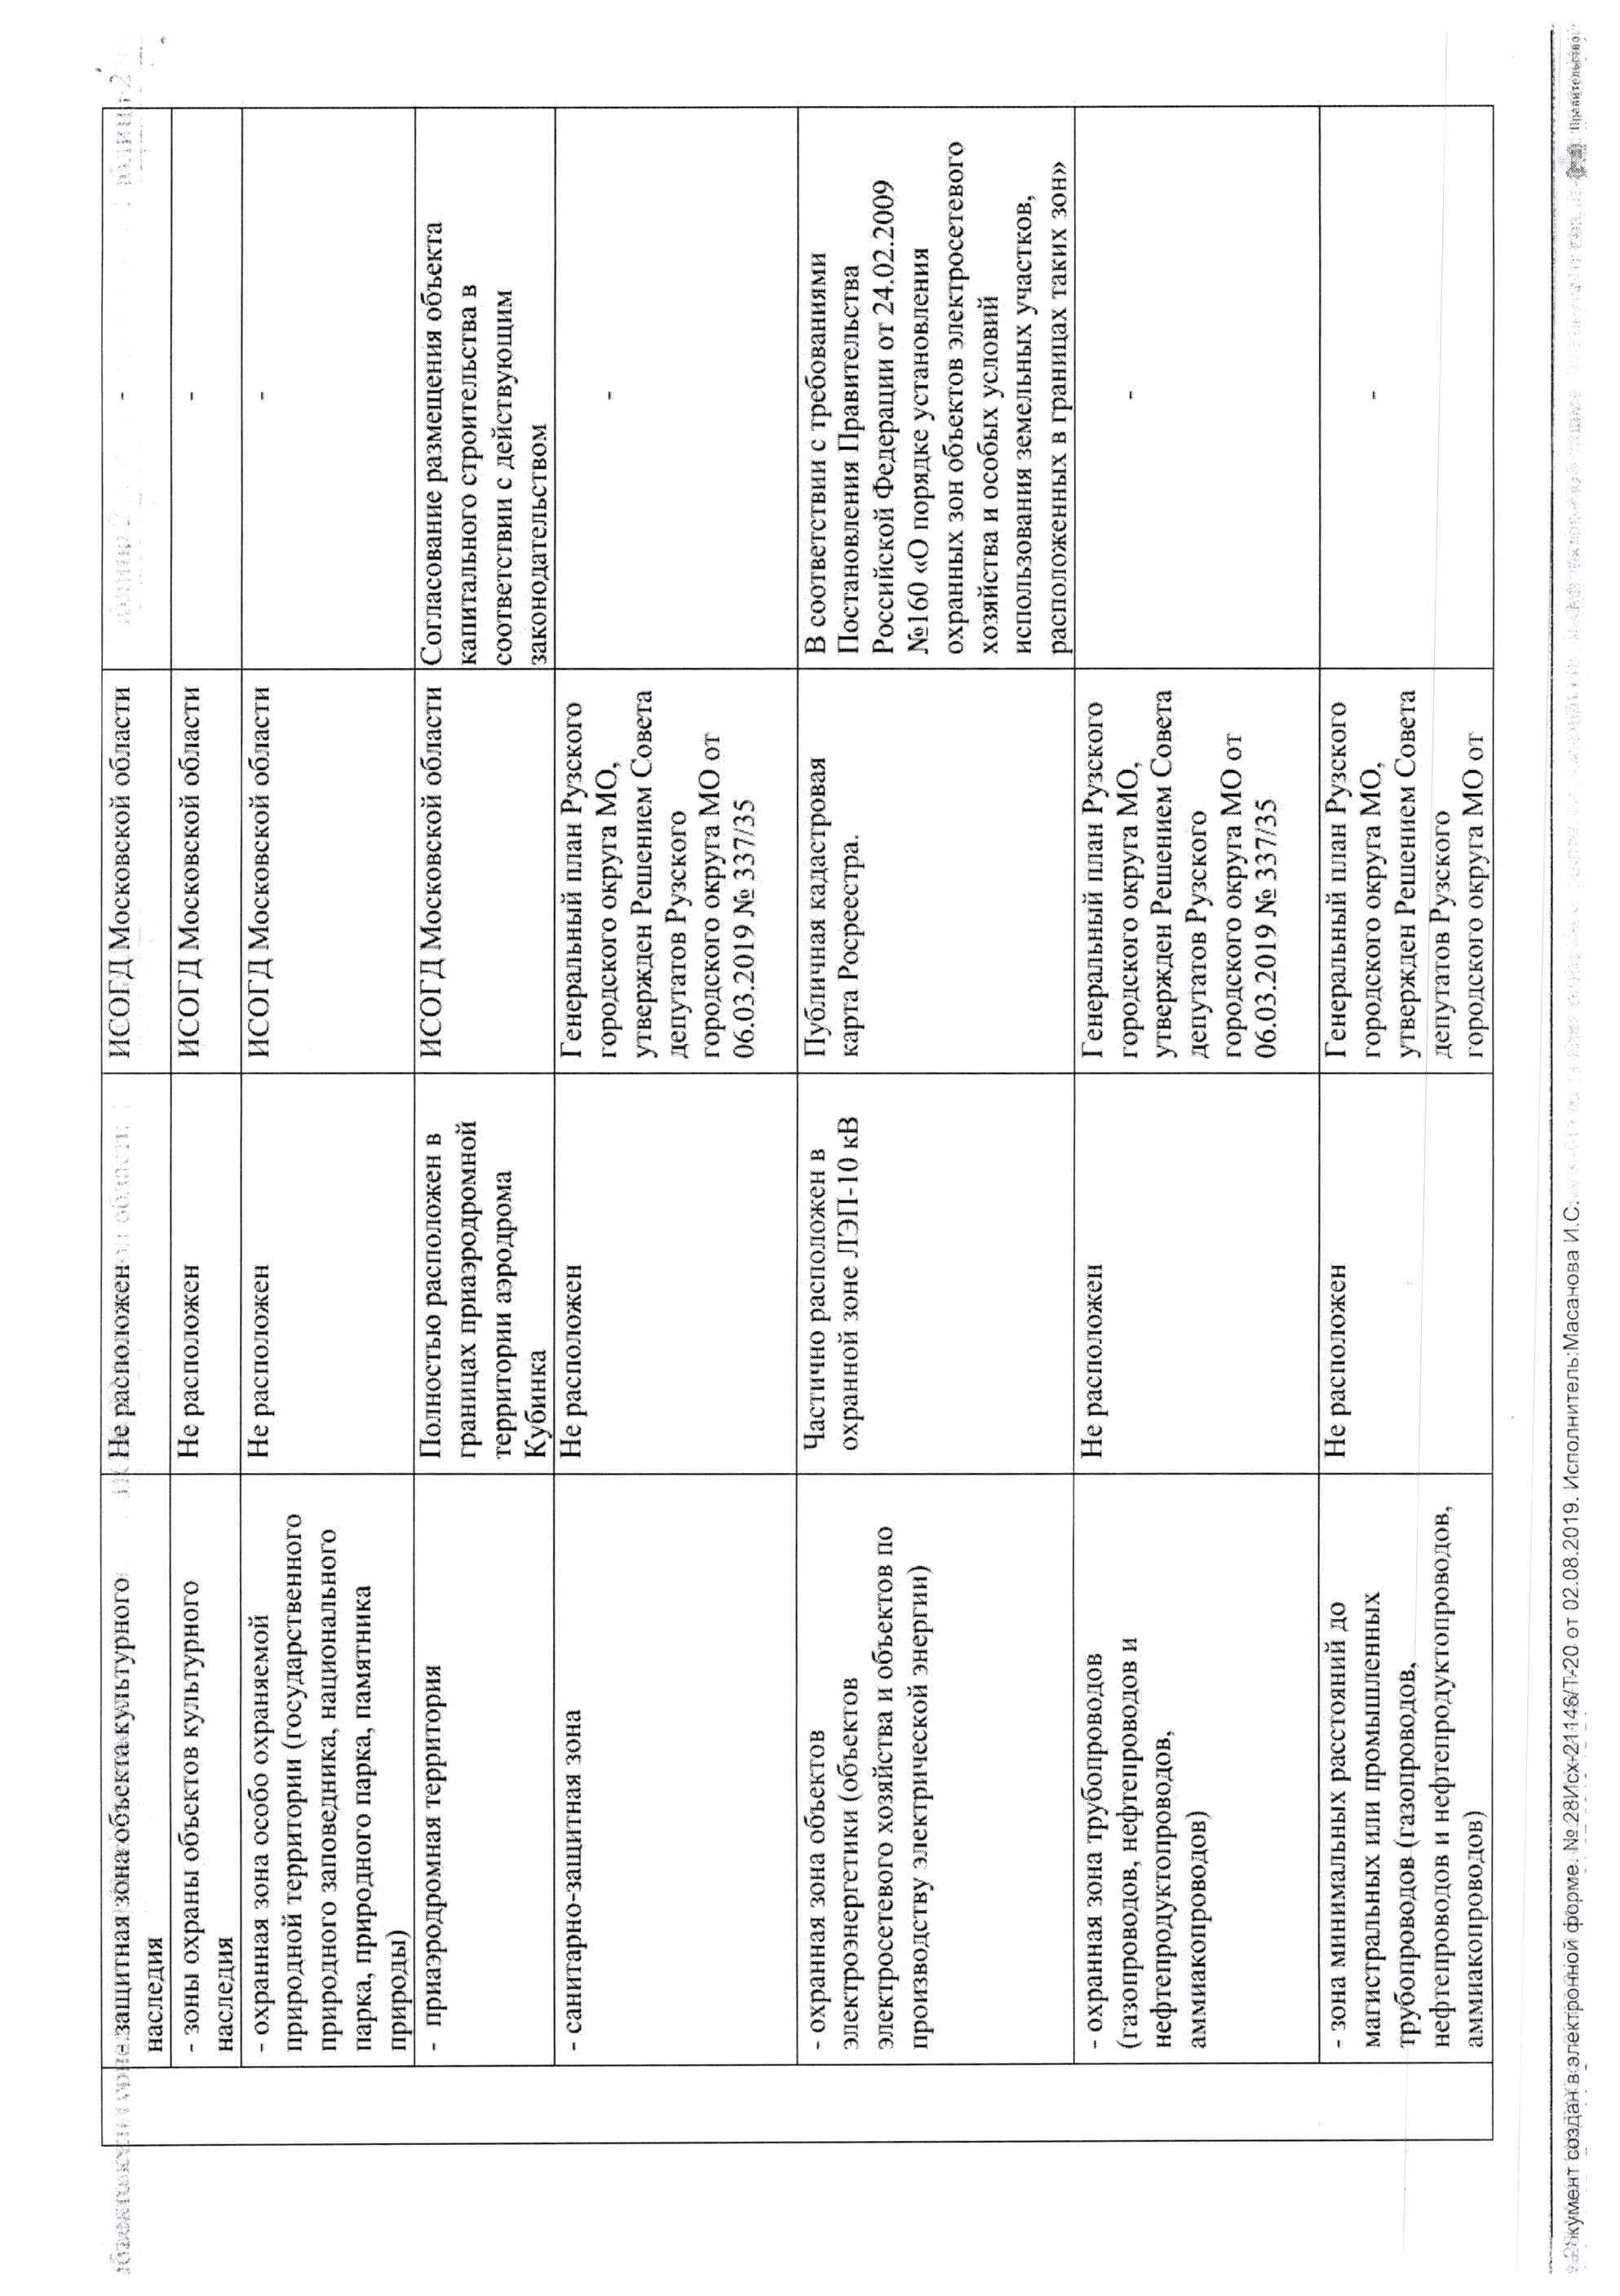 - защитная зона объекта культурного
наследия
Не расположен
ИСОГД Московской области
-
- зоны охраны объектов культурного
наследия
Не расположен
ИСОГД Московской области
-
- охранная зона особо охраняемой
природной территории (государственного
природного заповедника, национального
парка, природного парка, памятника
природы)
Не расположен
ИСОГД Московской области
-
- приаэродромная территория
Полностью расположен в
границах приаэродромной
территории аэродрома
Кубинка
ИСОГД Московской области
Согласование размещения объекта
капитального строительства в
соответствии с действующим
законодательством
- санитарно-защитная зона
Не расположен
Генеральный план Рузского
городского округа МО,
утвержден Решением Совета
депутатов Рузского
городского округа МО от
06.03.2019 № 337/35
-
- охранная зона объектов
электроэнергетики (объектов
электросетевого хозяйства и объектов по
производству электрической энергии)
Частично расположен в
охранной зоне ЛЭП-10 кВ
Публичная кадастровая
карта Росреестра.
В соответствии с требованиями
Постановления Правительства
Российской Федерации от 24.02.2009
№160 «О порядке установления
охранных зон объектов электросетевого
хозяйства и особых условий
использования земельных участков,
расположенных в границах таких зон»
- охранная зона трубопроводов
(газопроводов, нефтепроводов и
нефтепродуктопроводов,
аммиакопроводов)
Не расположен
Генеральный план Рузского
городского округа МО,
утвержден Решением Совета
депутатов Рузского
городского округа МО от
06.03.2019 № 337/35
-
- зона минимальных расстояний до
магистральных или промышленных
трубопроводов (газопроводов,
нефтепроводов и нефтепродуктопроводов,
аммиакопроводов)
Не расположен
Генеральный план Рузского
городского округа МО,
утвержден Решением Совета
депутатов Рузского
городского округа МО от
-
кумент создан в электронной форме. № 28Исх-21146/Т-20 от 02.08.2019. Исполнитель:Масанова И.С.
Правительство